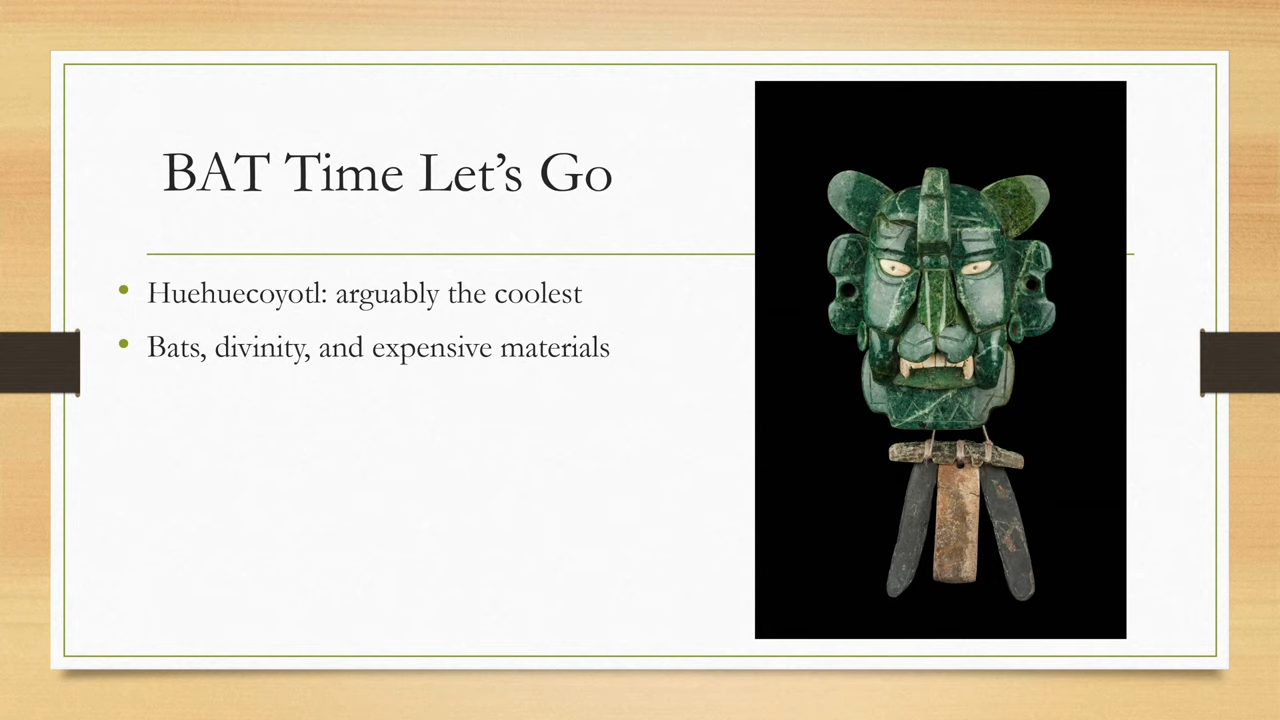 BAT Time Let’s Go
Huehuecoyotl: arguably the coolest
Bats, divinity, and expensive materials